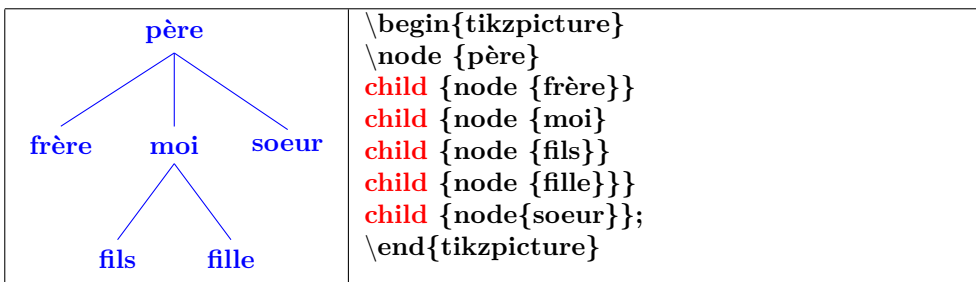 père
frère moi soeur
fils fille
\begin{tikzpicture}
\node {père}
child {node {frère}}
child {node {moi}
child {node {fils}}
child {node {fille}}}
child {node{soeur}};
\end{tikzpicture}